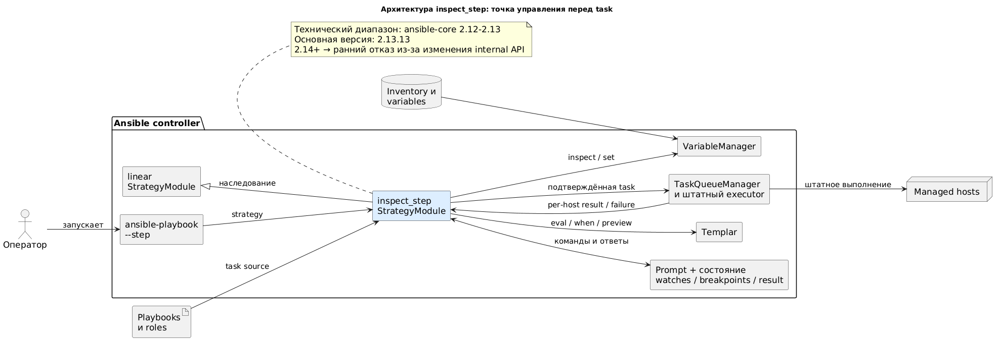 Архитектура inspect_step: точка управления перед task
Технический диапазон: ansible-core 2.12-2.13
Основная версия: 2.13.13
2.14+ → ранний отказ из-за изменения internal API
Inventory и
variables
Ansible controller
VariableManager
inspect / set
linear
StrategyModule
наследование
подтверждённая task
TaskQueueManager
и штатный executor
штатное выполнение
Managed hosts
inspect_step
StrategyModule
per-host result / failure
strategy
ansible-playbook
--step
запускает
Оператор
eval / when / preview
Templar
команды и ответы
task source
Prompt + состояние
watches / breakpoints / result
Playbooks
и roles